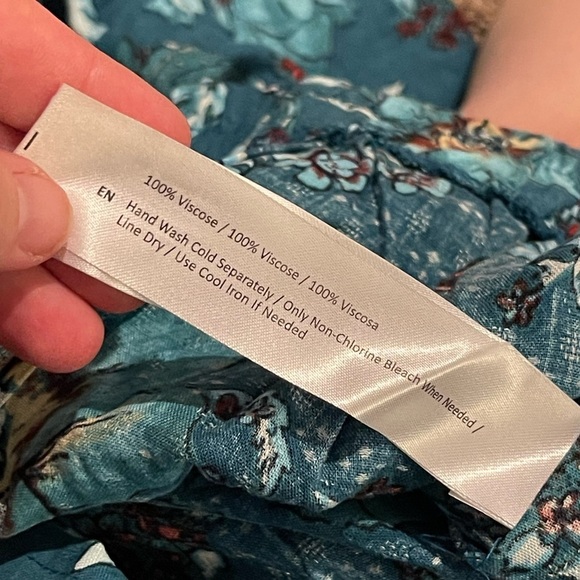 100% Viscose / 100% Viscose / 100% Viscosa
EN Hand Wash Cold Separately / Only Non-Chlorine Bleach When Needed /
Line Dry / Use Cool Iron If Needed